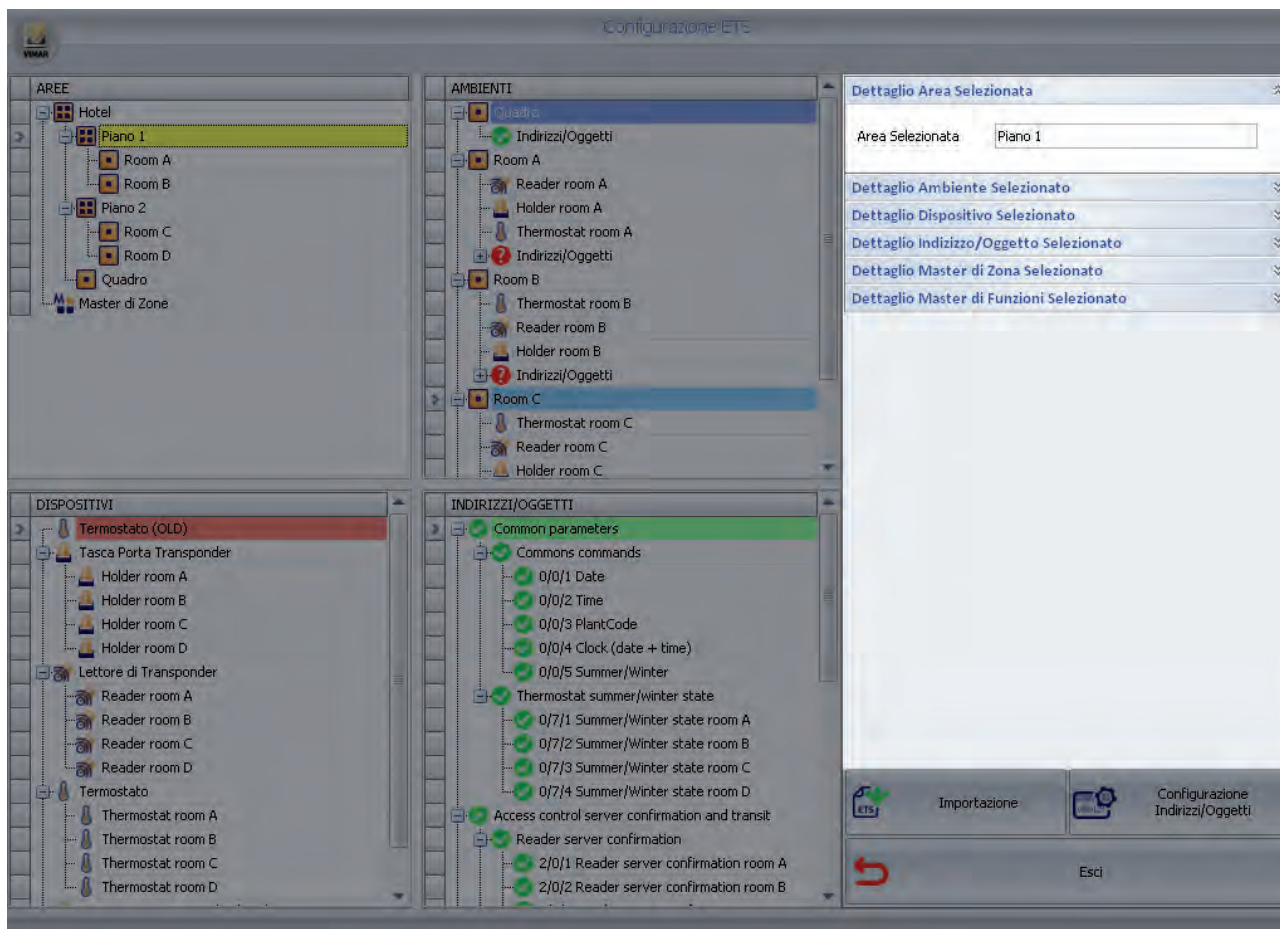 Configurazione ETS
VIMAR
AREE
Hotel
Piano 1
Room A
Room B
Piano 2
Room C
Room D
Quadro
Master di Zone
AMBIENTI
Quadro
Indirizzi/Oggetti
Room A
Reader room A
Holder room A
Thermostat room A
Indirizzi/Oggetti
Room B
Thermostat room B
Reader room B
Holder room B
Indirizzi/Oggetti
Room C
Thermostat room C
Reader room C
Holder room C
DISPOSITIVI
Termostato (OLD)
Tasca Porta Transponder
Holder room A
Holder room B
Holder room C
Holder room D
Lettore di Transponder
Reader room A
Reader room B
Reader room C
Reader room D
Termostato
Thermostat room A
Thermostat room B
Thermostat room C
Thermostat room D
INDIRIZZI/OGGETTI
Common parameters
Commons commands
0/0/1 Date
0/0/2 Time
0/0/3 PlantCode
0/0/4 Clock (date + time)
0/0/5 Summer/Winter
Thermostat summer/winter state
0/7/1 Summer/Winter state room A
0/7/2 Summer/Winter state room B
0/7/3 Summer/Winter state room C
0/7/4 Summer/Winter state room D
Access control server confirmation and transit
Reader server confirmation
2/0/1 Reader server confirmation room A
2/0/2 Reader server confirmation room B
Dettaglio Area Selezionata
Area Selezionata Piano 1
Dettaglio Ambiente Selezionato
Dettaglio Dispositivo Selezionato
Dettaglio Indizizzo/Oggetto Selezionato
Dettaglio Master di Zona Selezionato
Dettaglio Master di Funzioni Selezionato
ETS
Importazione
Configurazione
Indirizzi/Oggetti
Esci